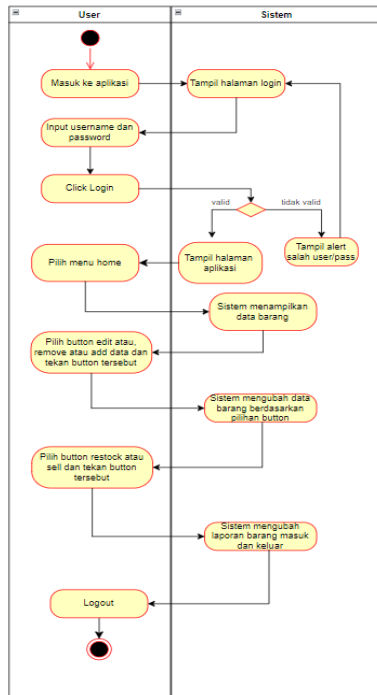 User
Sistem
Masuk ke aplikasi
Tampil halaman login
Input username dan
password
Click Login
valid
tidak valid
Tampil halaman
aplikasi
Tampil alert
salah user/pass
Pilih menu home
Sistem menampilkan
data barang
Pilih button edit atau,
remove atau add data dan
tekan button tersebut
Sistem mengubah data
barang berdasarkan
pilihan button
Pilih button restock atau
sell dan tekan button
tersebut
Sistem mengubah
laporan barang masuk
dan keluar
Logout